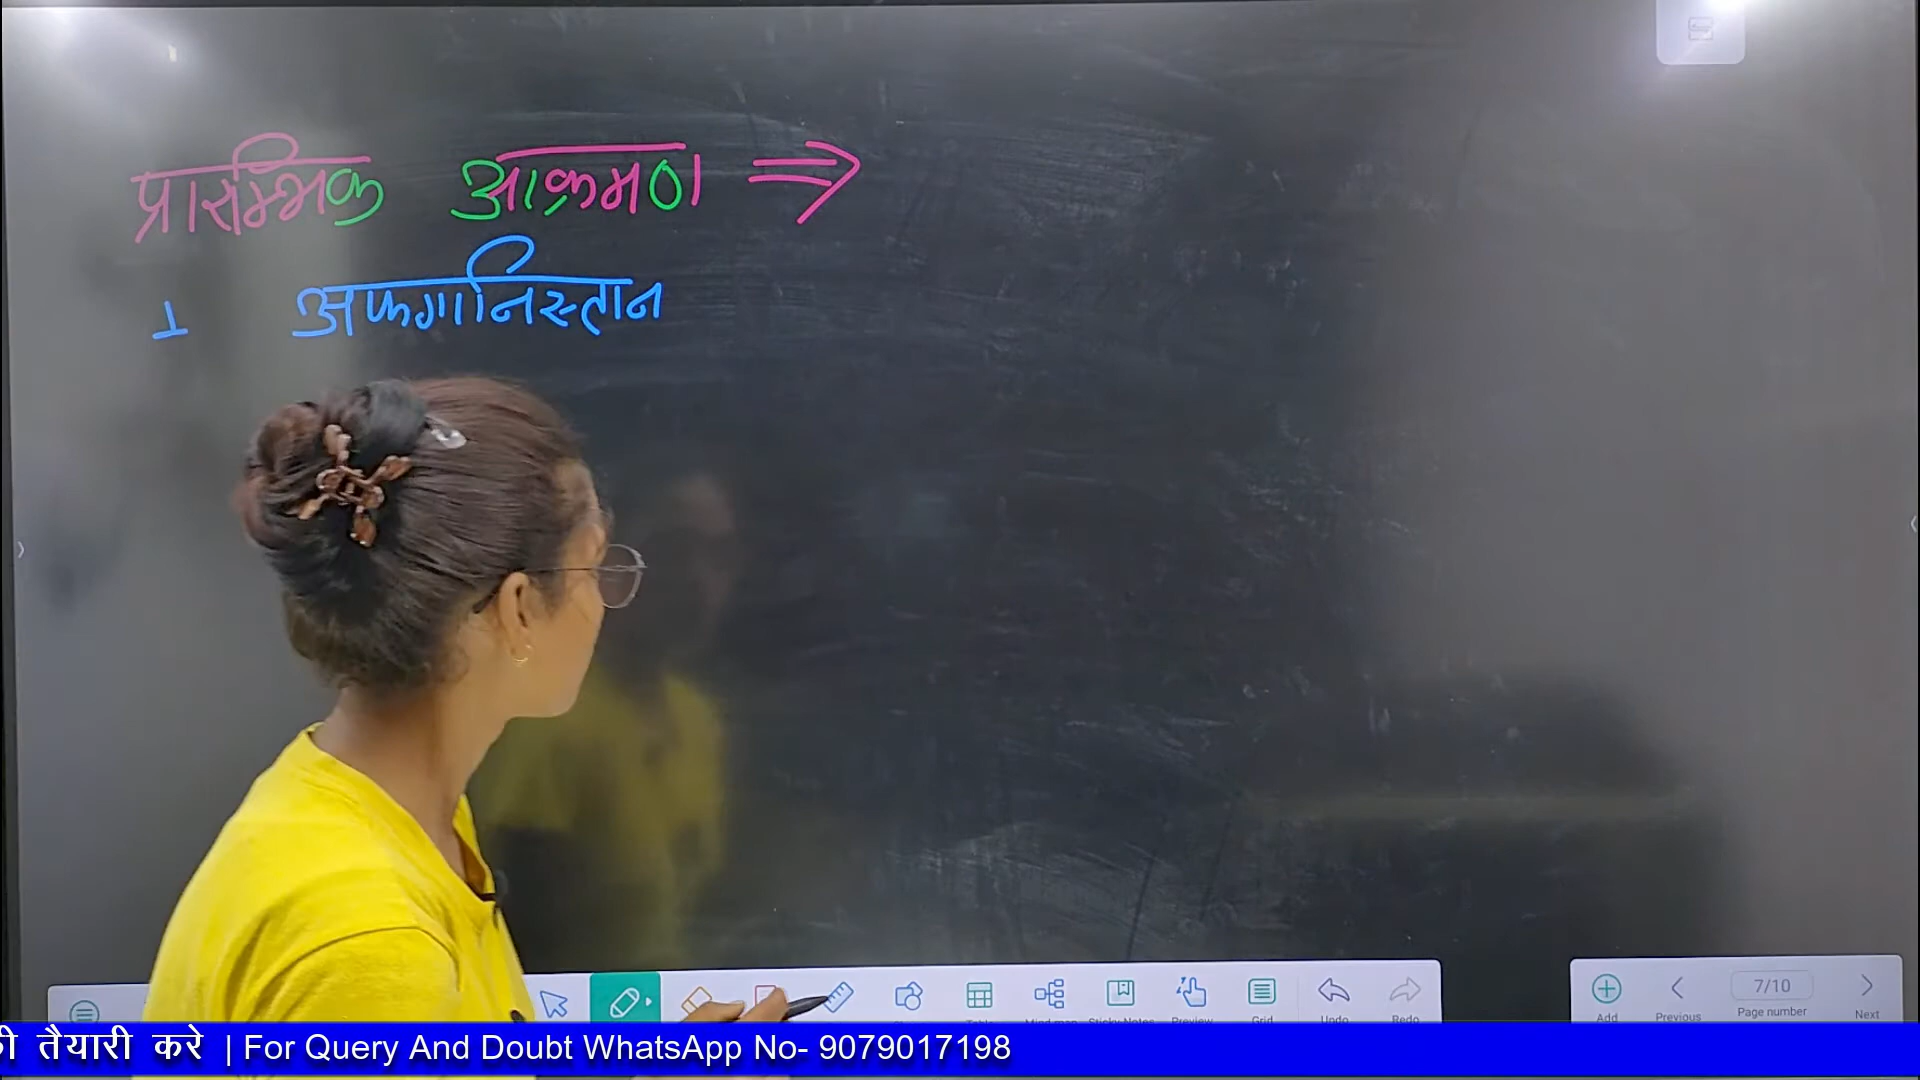 प्रारम्भिक आक्रमण ⇒
1 अफगानिस्तान
Undo
Redo
Add
Previous
7/10
Page number
Next
तैयारी करे | For Query And Doubt WhatsApp No- 9079017198